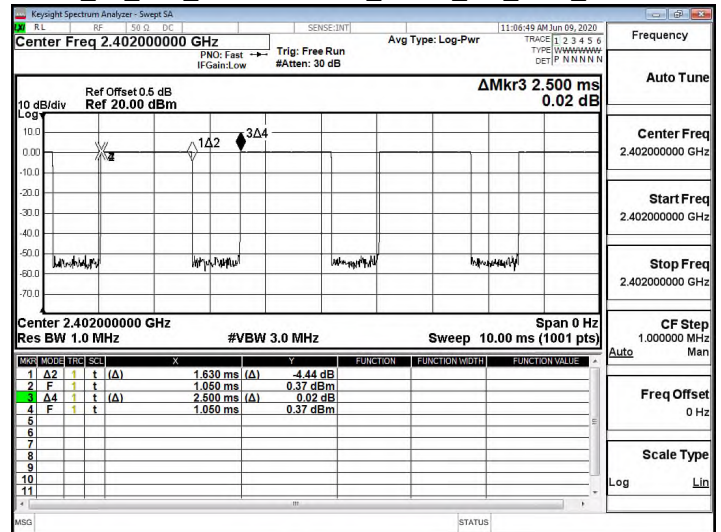 Keysight Spectrum Analyzer - Swept SA
LXI RL RF 50 Ω DC SENSE:INT 11:06:49 AM Jun 09, 2020
Center Freq 2.402000000 GHz
PNO: Fast Trig: Free Run
IFGain:Low #Atten: 30 dB
Avg Type: Log-Pwr
TRACE 1 2 3 4 5 6
TYPE WWWWWWW
DET P N N N N N
ΔMkr3 2.500 ms
0.02 dB
Ref Offset 0.5 dB
10 dB/div Ref 20.00 dBm
Log
10.0
0.00
-10.0
-20.0
-30.0
-40.0
-50.0
-60.0
-70.0
1Δ2
3Δ4
Center 2.402000000 GHz Span 0 Hz
Res BW 1.0 MHz #VBW 3.0 MHz Sweep 10.00 ms (1001 pts)
MKR MODE TRC SCL X Y FUNCTION FUNCTION WIDTH FUNCTION VALUE
1 Δ2 1 t (Δ) 1.630 ms (Δ) -4.44 dB
2 F 1 t 1.050 ms 0.37 dBm
3 Δ4 1 t (Δ) 2.500 ms (Δ) 0.02 dB
4 F 1 t 1.050 ms 0.37 dBm
5
6
7
8
9
10
11
MSG STATUS
Frequency
Auto Tune
Center Freq
2.402000000 GHz
Start Freq
2.402000000 GHz
Stop Freq
2.402000000 GHz
CF Step
1.000000 MHz
Auto Man
Freq Offset
0 Hz
Scale Type
Log Lin